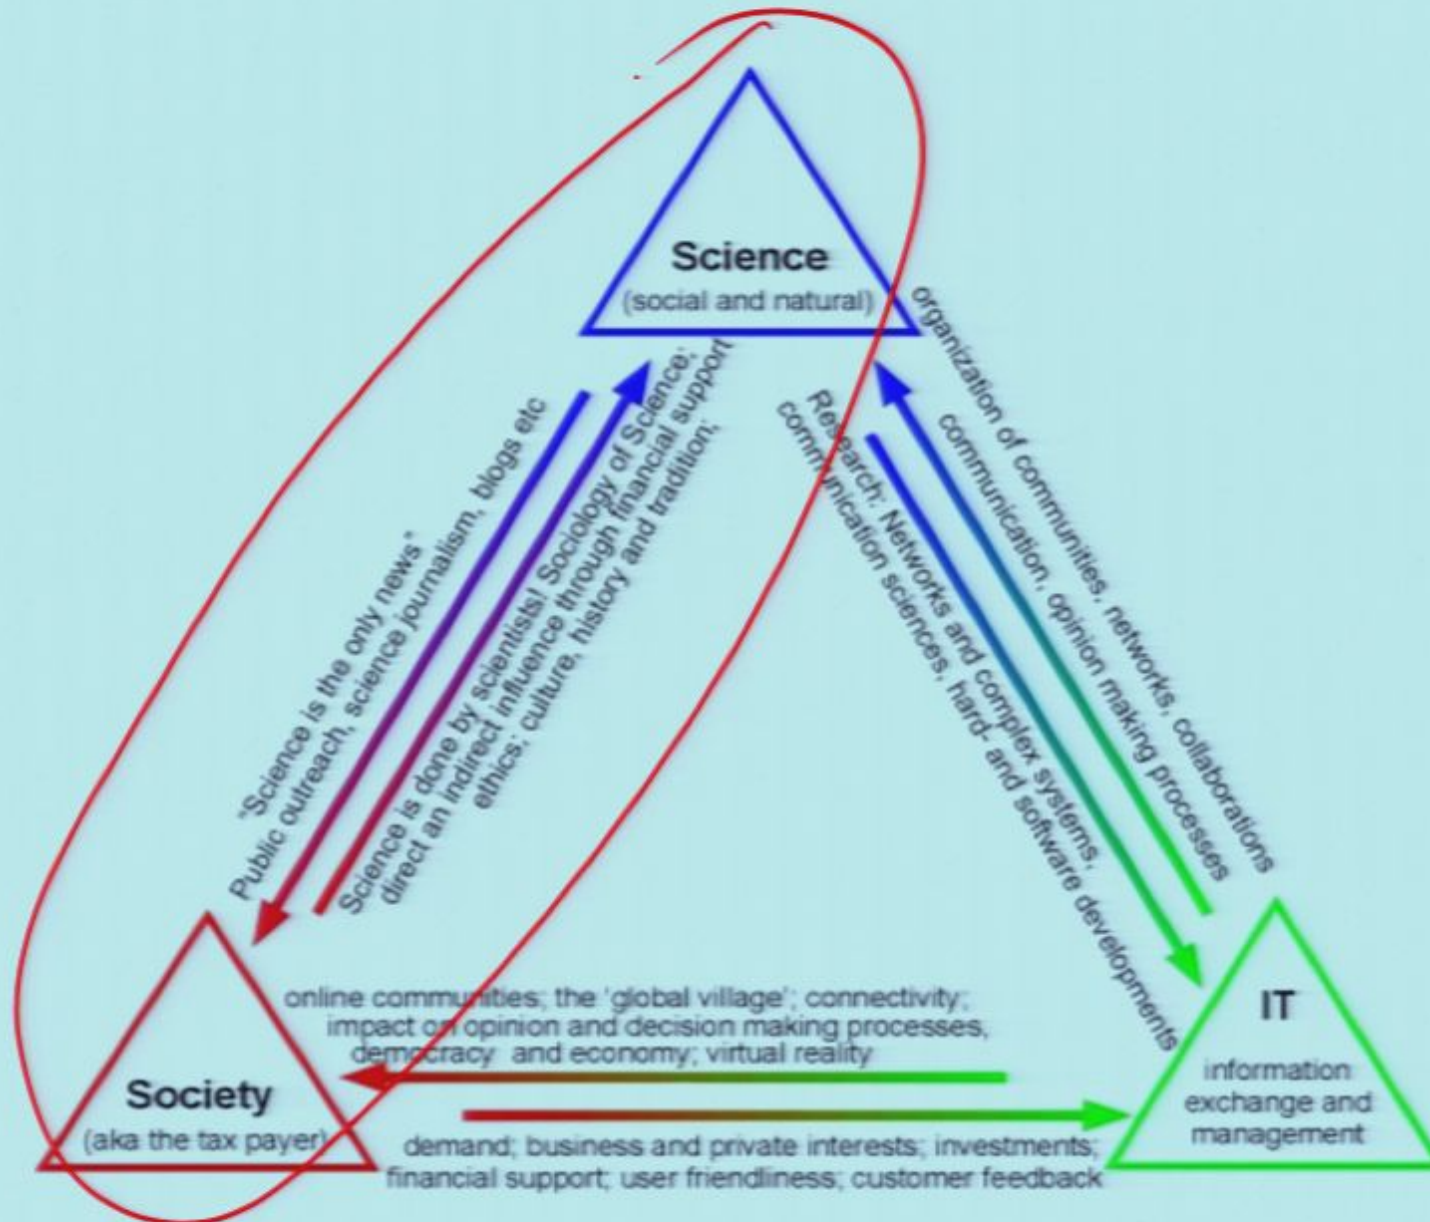 Science
(social and natural)
"Science is the only news"
Public outreach, science journalism, blogs etc
Science is done by scientists! Sociology of Science;
direct an indirect influence through financial support
ethics; culture, history and tradition;
organization of communities, networks, collaborations
communication, opinion making processes
Research: Networks and complex systems,
communication sciences, hard- and software developments
online communities; the 'global village'; connectivity;
impact on opinion and decision making processes,
democracy and economy; virtual reality
Society
(aka the tax payer)
demand; business and private interests; investments;
financial support; user friendliness; customer feedback
IT
information
exchange and
management